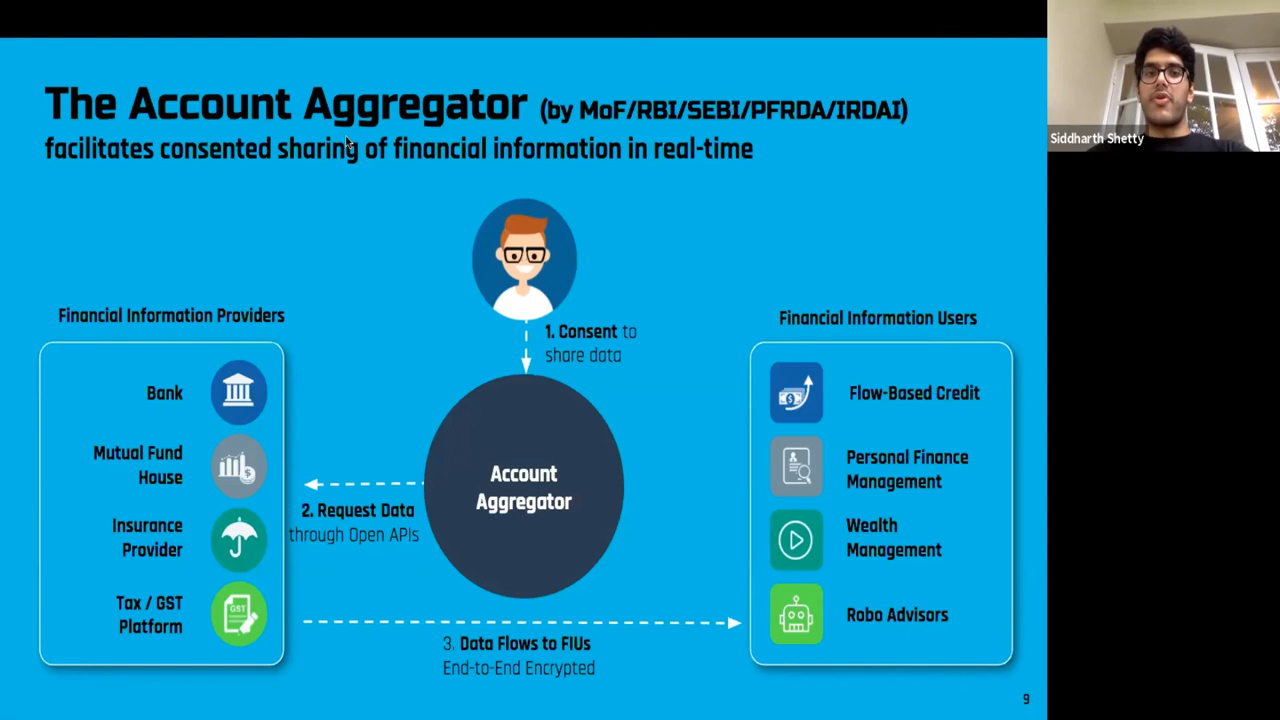 The Account Aggregator (by MoF/RBI/SEBI/PFRDA/IRDAI)
facilitates consented sharing of financial information in real-time
Siddharth Shetty
1. Consent to
share data
Financial Information Providers
Bank
Mutual Fund
House
Insurance
Provider
Tax / GST
Platform
GST
Account
Aggregator
2. Request Data
through Open APIs
3. Data Flows to FIUs
End-to-End Encrypted
Financial Information Users
Flow-Based Credit
Personal Finance
Management
Wealth
Management
Robo Advisors
9